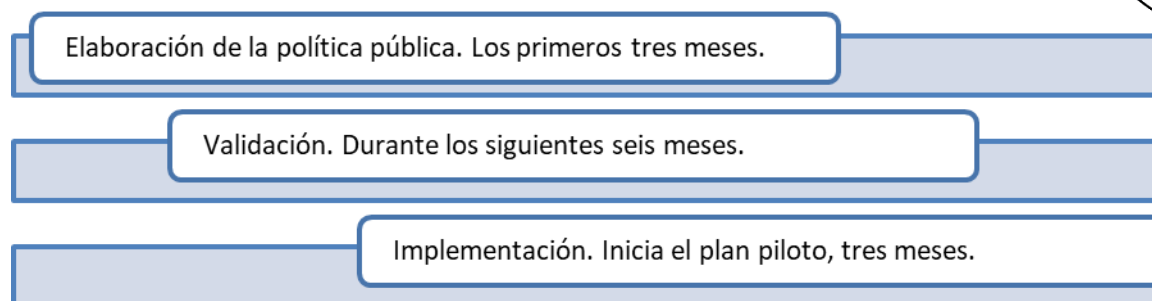 Elaboración de la política pública. Los primeros tres meses.
Validación. Durante los siguientes seis meses.
Implementación. Inicia el plan piloto, tres meses.